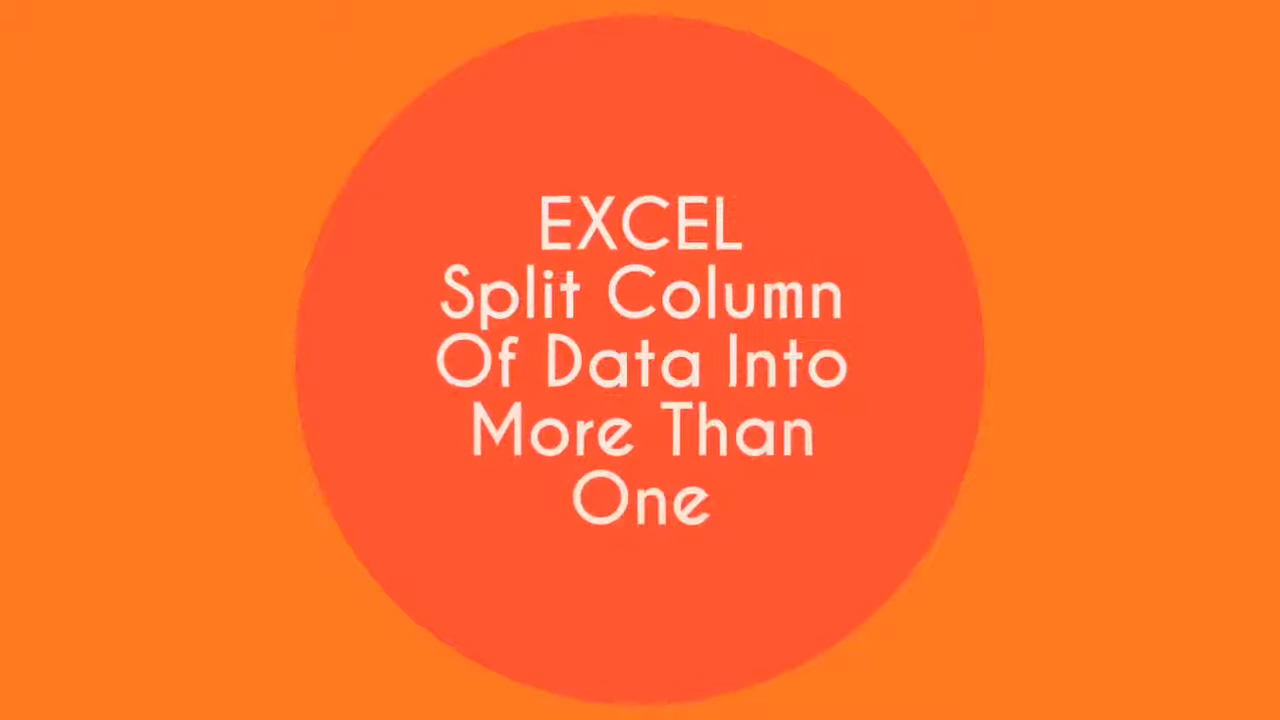 EXCEL
Split Column
Of Data Into
More Than
One